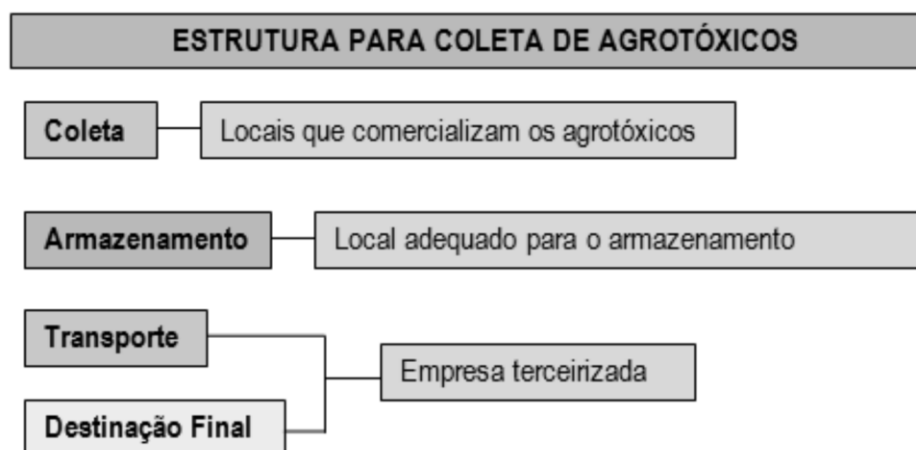 ESTRUTURA PARA COLETA DE AGROTÓXICOS
Coleta
Locais que comercializam os agrotóxicos
Armazenamento
Local adequado para o armazenamento
Transporte
Empresa terceirizada
Destinação Final